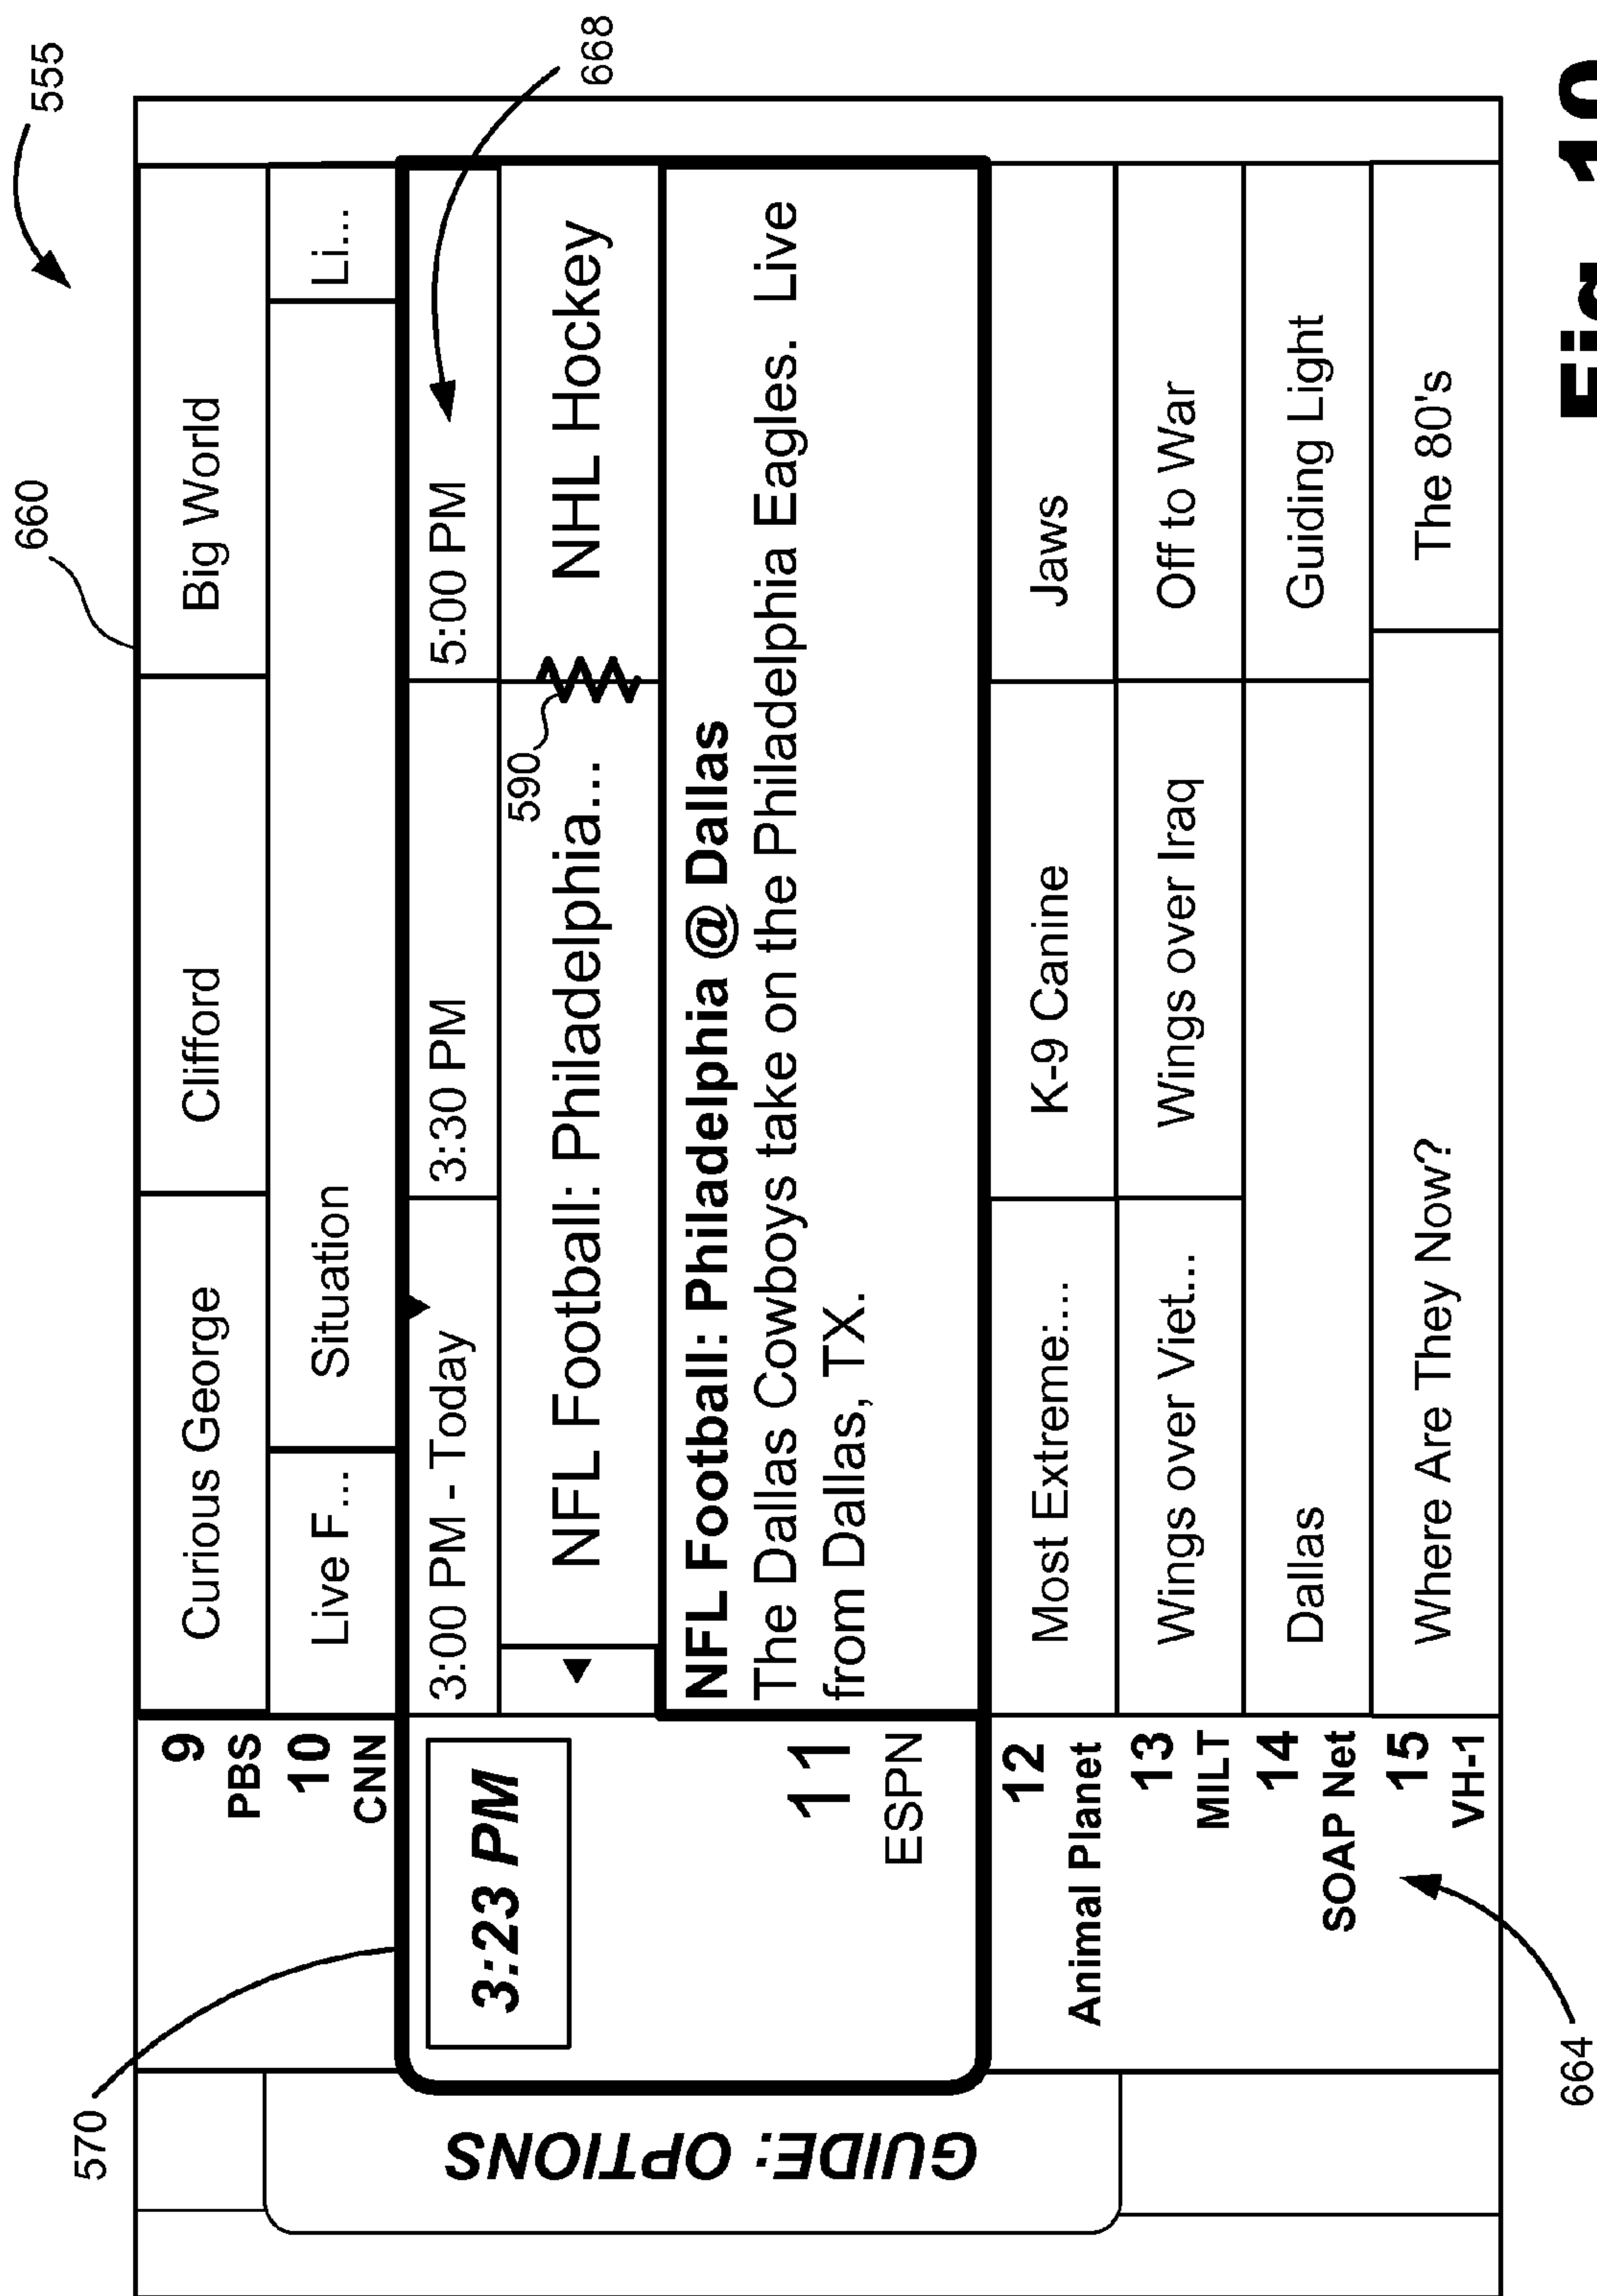 555
660
668
570
9
PBS
Curious George
Clifford
Big World
10
CNN
Live F...
Situation
Li...
3:23 PM
3:00 PM - Today
3:30 PM
5:00 PM
NFL Football: Philadelphia...
590
NHL Hockey
11
ESPN
NFL Football: Philadelphia @ Dallas
The Dallas Cowboys take on the Philadelphia Eagles. Live
from Dallas, TX.
GUIDE: OPTIONS
12
Animal Planet
Most Extreme:...
K-9 Canine
Jaws
13
MILT
Wings over Viet...
Wings over Iraq
Off to War
14
SOAP Net
Dallas
Guiding Light
15
VH-1
Where Are They Now?
The 80's
664